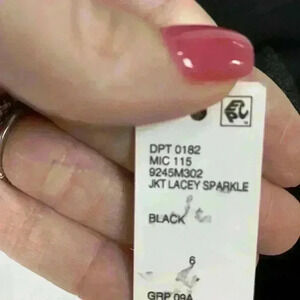 DPT 0182
MIC 115
9245M302
JKT LACEY SPARKLE
BLACK
6
GRP 09A